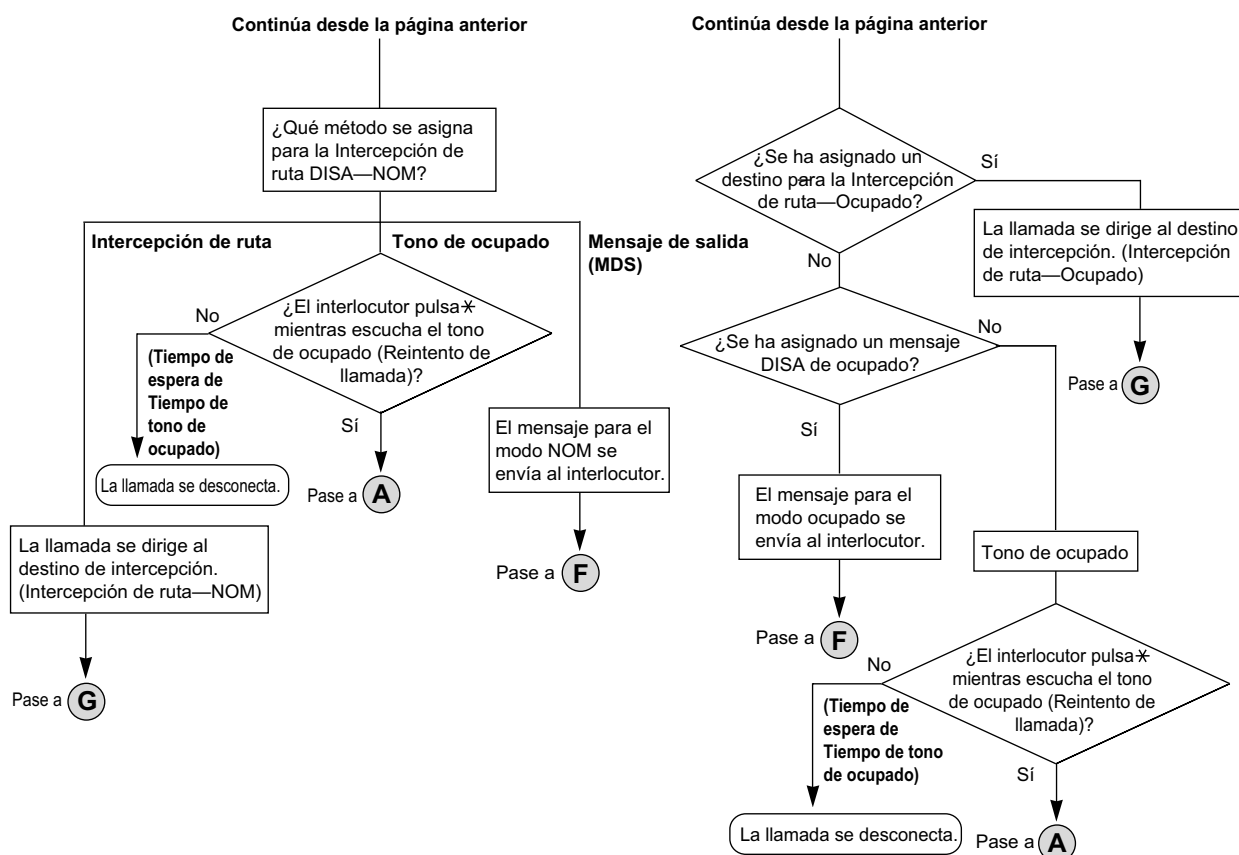 Continúa desde la página anterior
¿Qué método se asigna
para la Intercepción de
ruta DISA—NOM?
Intercepción de ruta
Tono de ocupado
Mensaje de salida
(MDS)
¿El interlocutor pulsa*
mientras escucha el tono
de ocupado (Reintento de
llamada)?
No
(Tiempo de
espera de
Tiempo de
tono de
ocupado)
La llamada se desconecta.
Sí
Pase a A
El mensaje para el
modo NOM se
envía al interlocutor.
Pase a F
La llamada se dirige al
destino de intercepción.
(Intercepción de ruta—NOM)
Pase a G
Continúa desde la página anterior
¿Se ha asignado un
destino para la Intercepción
de ruta—Ocupado?
Sí
La llamada se dirige al destino
de intercepción. (Intercepción
de ruta—Ocupado)
Pase a G
No
¿Se ha asignado un mensaje
DISA de ocupado?
No
Sí
El mensaje para el
modo ocupado se
envía al interlocutor.
Pase a F
Tono de ocupado
¿El interlocutor pulsa*
mientras escucha el tono
de ocupado (Reintento de
llamada)?
No
(Tiempo de
espera de
Tiempo de tono
de ocupado)
La llamada se desconecta.
Sí
Pase a A